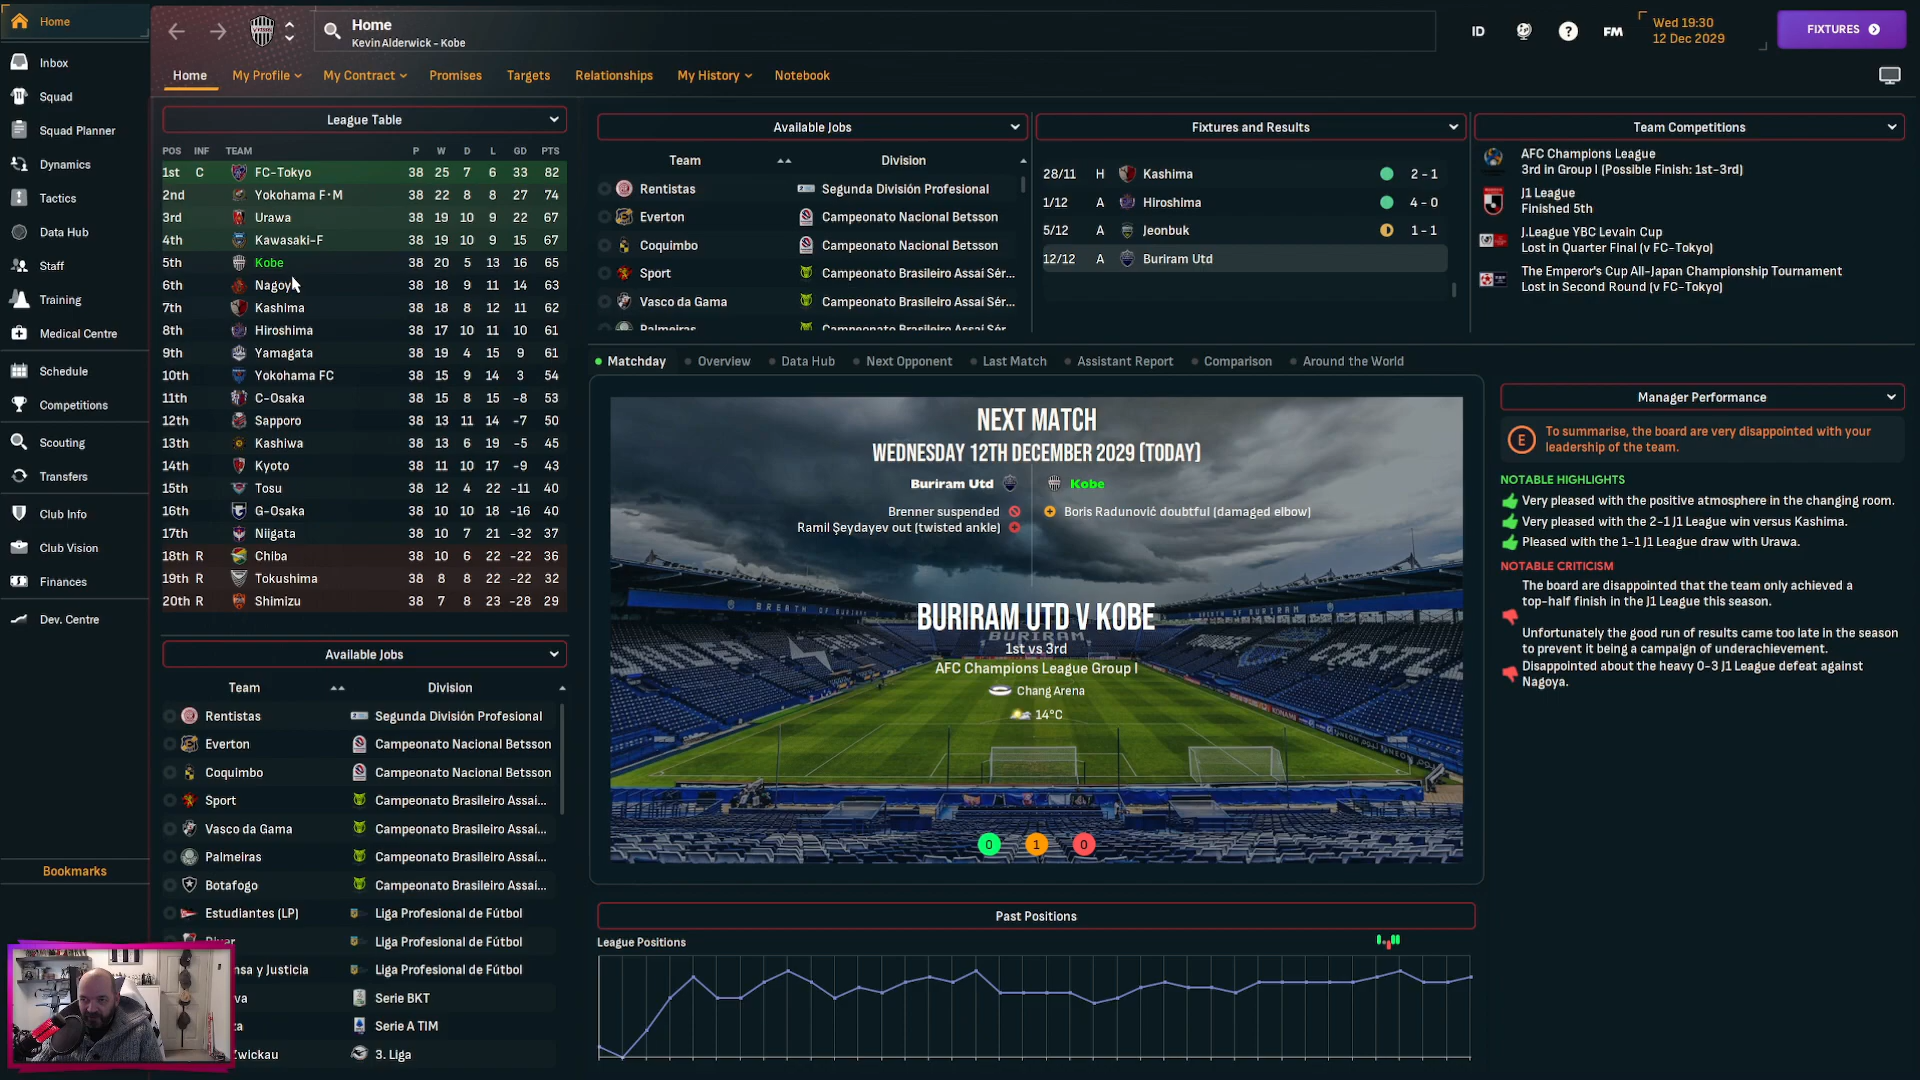 Home
Home
Kevin Alderwick - Kobe
ID
FM
Wed 19:30
12 Dec 2029
FIXTURES
Home
My Profile
My Contract
Promises
Targets
Relationships
My History
Notebook
Inbox
Squad
Squad Planner
Dynamics
Tactics
Data Hub
Staff
Training
Medical Centre
Schedule
Competitions
Scouting
Transfers
Club Info
Club Vision
Finances
Dev. Centre
Bookmarks
League Table
POS INF TEAM P W D L GD PTS
1st C FC-Tokyo 38 25 7 6 33 82
2nd Yokohama F·M 38 22 8 8 27 74
3rd Urawa 38 19 10 9 22 67
4th Kawasaki-F 38 19 10 9 15 67
5th Kobe 38 20 5 13 16 65
6th Nagoy 38 18 9 11 14 63
7th Kashima 38 18 8 12 11 62
8th Hiroshima 38 17 10 11 10 61
9th Yamagata 38 19 4 15 9 61
10th Yokohama FC 38 15 9 14 3 54
11th C-Osaka 38 15 8 15 -8 53
12th Sapporo 38 13 11 14 -7 50
13th Kashiwa 38 13 6 19 -5 45
14th Kyoto 38 11 10 17 -9 43
15th Tosu 38 12 4 22 -11 40
16th G-Osaka 38 10 10 18 -16 40
17th Niigata 38 10 7 21 -32 37
18th R Chiba 38 10 6 22 -22 36
19th R Tokushima 38 8 8 22 -22 32
20th R Shimizu 38 7 8 23 -28 29
Available Jobs
Team Division
Rentistas Segunda División Profesional
Everton Campeonato Nacional Betsson
Coquimbo Campeonato Nacional Betsson
Sport Campeonato Brasileiro Assaí...
Vasco da Gama Campeonato Brasileiro Assaí...
Palmeiras Campeonato Brasileiro Assaí...
Botafogo Campeonato Brasileiro Assaí...
Estudiantes (LP) Liga Profesional de Fútbol
Liga Profesional de Fútbol
nsa y Justicia Liga Profesional de Fútbol
va Serie BKT
za Serie A TIM
Zwickau 3. Liga
Available Jobs
Team Division
Rentistas Segunda División Profesional
Everton Campeonato Nacional Betsson
Coquimbo Campeonato Nacional Betsson
Sport Campeonato Brasileiro Assaí Sér...
Vasco da Gama Campeonato Brasileiro Assaí Sér...
Palmeiras Campeonato Brasileiro Assaí Sér...
Fixtures and Results
28/11 H Kashima 2 - 1
1/12 A Hiroshima 4 - 0
5/12 A Jeonbuk 1 - 1
12/12 A Buriram Utd
Team Competitions
AFC Champions League
3rd in Group I (Possible Finish: 1st-3rd)
J1 League
Finished 5th
J.League YBC Levain Cup
Lost in Quarter Final (v FC-Tokyo)
The Emperor's Cup All-Japan Championship Tournament
Lost in Second Round (v FC-Tokyo)
Matchday
Overview
Data Hub
Next Opponent
Last Match
Assistant Report
Comparison
Around the World
NEXT MATCH
WEDNESDAY 12TH DECEMBER 2029 (TODAY)
Buriram Utd
Kobe
Brenner suspended
Boris Radunović doubtful (damaged elbow)
Ramil Şeydayev out (twisted ankle)
BURIRAM UTD V KOBE
BURIRAM
1st vs 3rd
AFC Champions League Group I
Chang Arena
14°C
0 1 0
Manager Performance
E
To summarise, the board are very disappointed with your
leadership of the team.
NOTABLE HIGHLIGHTS
Very pleased with the positive atmosphere in the changing room.
Very pleased with the 2-1 J1 League win versus Kashima.
Pleased with the 1-1 J1 League draw with Urawa.
NOTABLE CRITICISM
The board are disappointed that the team only achieved a
top-half finish in the J1 League this season.
Unfortunately the good run of results came too late in the season
to prevent it being a campaign of underachievement.
Disappointed about the heavy 0-3 J1 League defeat against
Nagoya.
Past Positions
League Positions